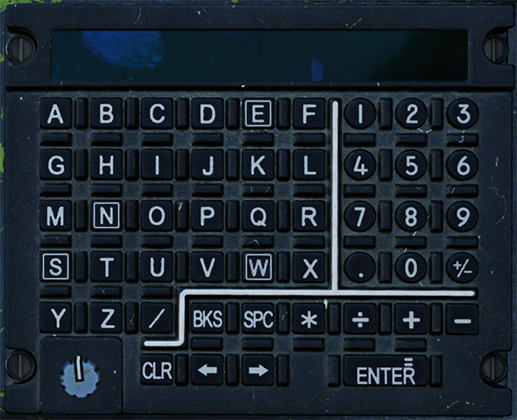 A B C D E F 1 2 3
G H I J K L 4 5 6
M N O P Q R 7 8 9
S T U V W X . 0 +/-
Y Z / BKS SPC * ÷ + −
CLR ← → ENTER